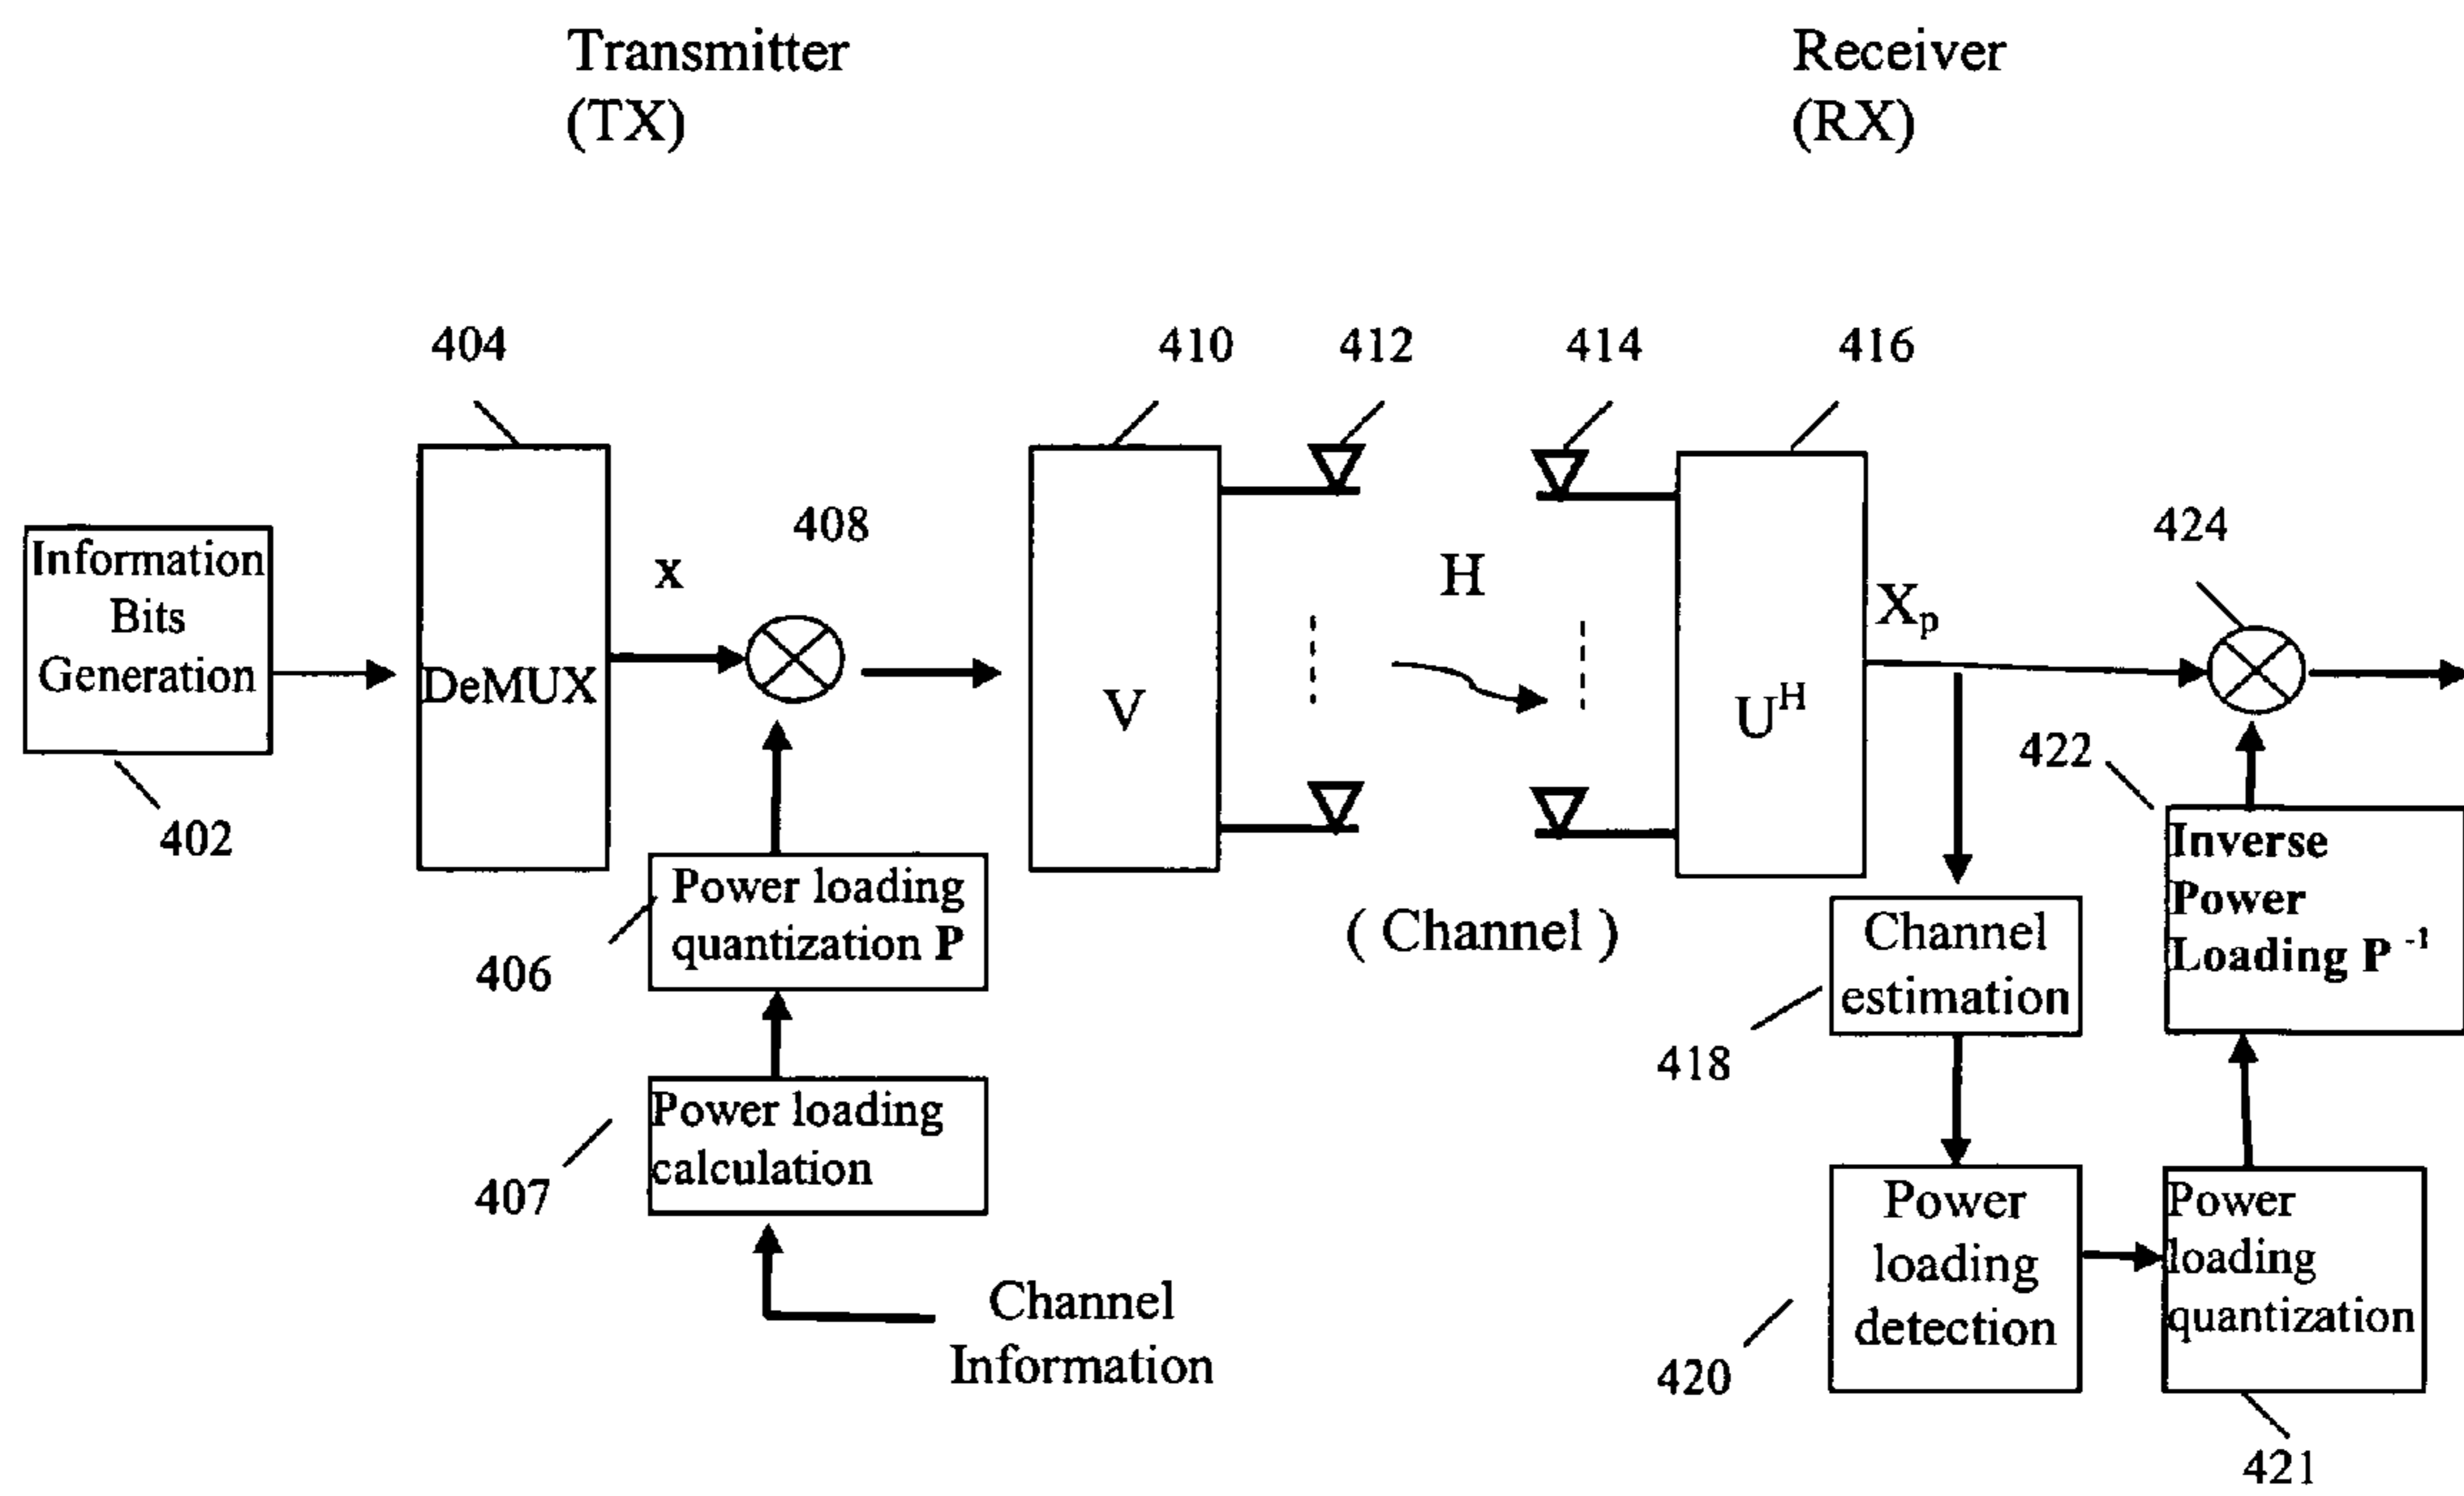 Transmitter
(TX)
Receiver
(RX)
404
410
412
414
416
408
424
Information
Bits
Generation
402
DeMUX
x
V
H
( Channel )
U^H
X_p
422
Inverse
Power
Loading P ^-1
Power loading
quantization P
406
Channel
estimation
418
Power loading
calculation
407
Power
loading
detection
420
Power
loading
quantization
421
Channel
Information